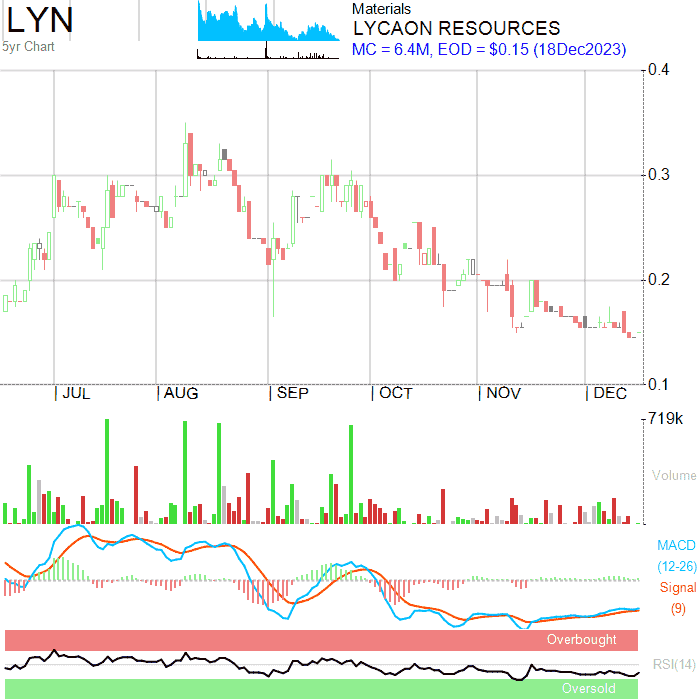 LYN
5yr Chart
Materials
LYCAON RESOURCES
MC = 6.4M, EOD = $0.15 (18Dec2023)
0.4
0.3
0.2
0.1
JUL AUG SEP OCT NOV DEC
719k
Volume
MACD
(12-26)
Signal
(9)
Overbought
RSI(14)
Oversold